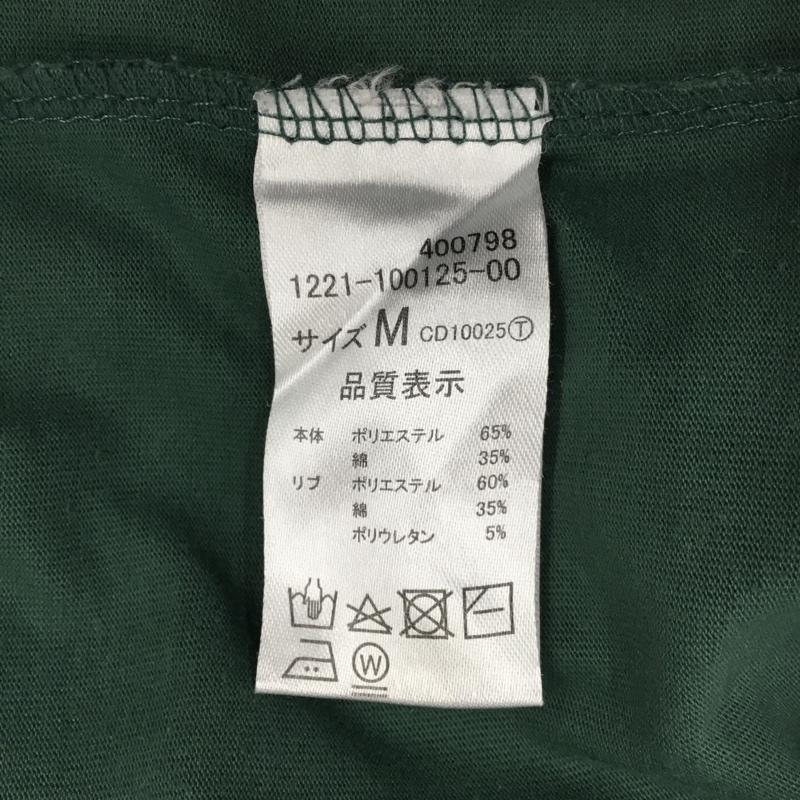 400798
1221-100125-00
サイズ M CD10025Ⓣ
品質表示
本体 ポリエステル 65%
綿 35%
リブ ポリエステル 60%
綿 35%
ポリウレタン 5%
W